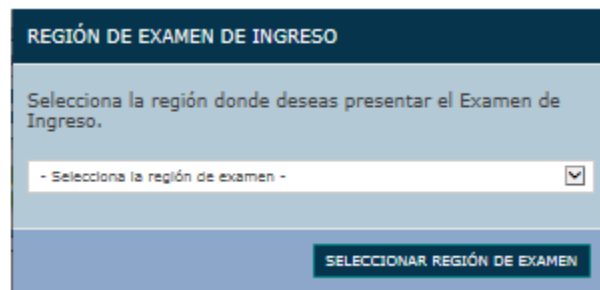 REGIÓN DE EXAMEN DE INGRESO
Selecciona la región donde deseas presentar el Examen de
Ingreso.
- Selecciona la región de examen -
SELECCIONAR REGIÓN DE EXAMEN